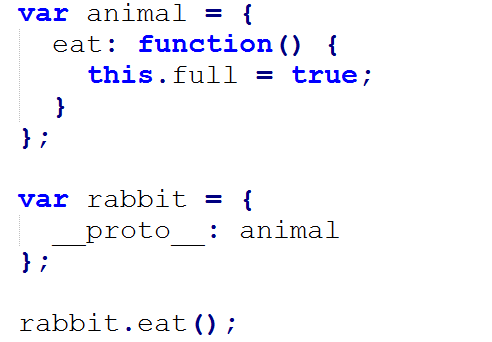 var animal = {
  eat: function() {
    this.full = true;
  }
};

var rabbit = {
  __proto__: animal
};

rabbit.eat();